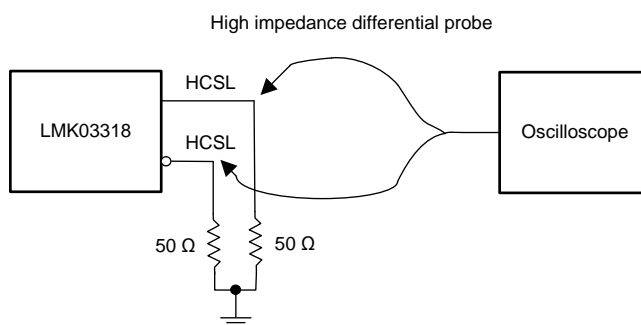 High impedance differential probe
HCSL
LMK03318
HCSL
Oscilloscope
50 Ω
50 Ω